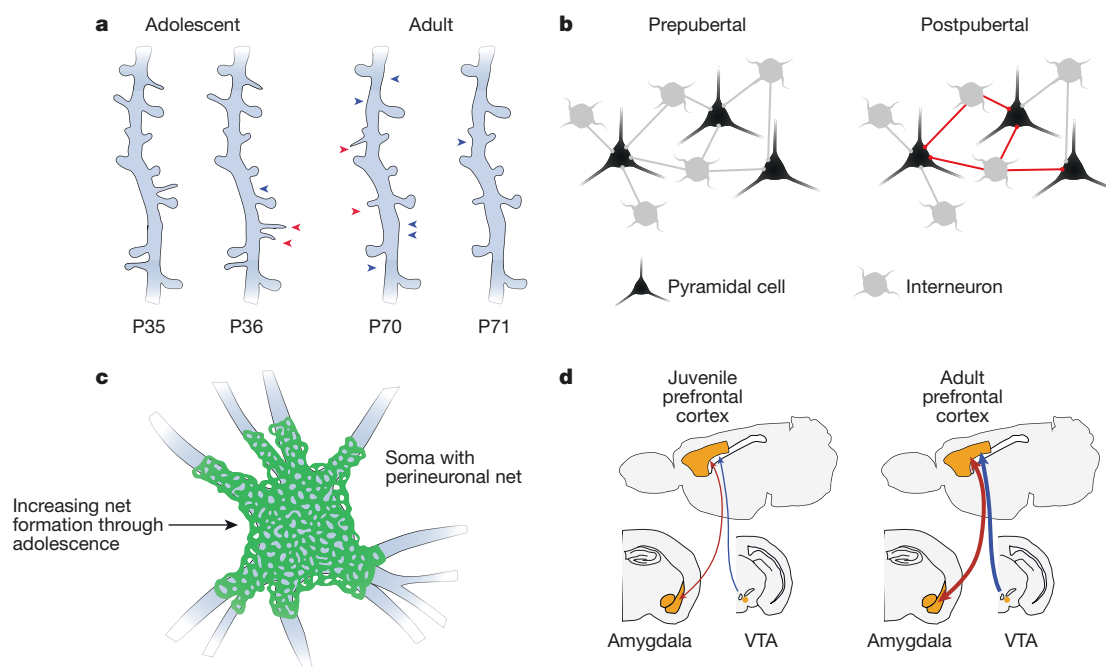 a
Adolescent
Adult
P35
P36
P70
P71
b
Prepubertal
Postpubertal
Pyramidal cell
Interneuron
c
Increasing net
formation through
adolescence
Soma with
perineuronal net
d
Juvenile
prefrontal
cortex
Adult
prefrontal
cortex
Amygdala
VTA
Amygdala
VTA